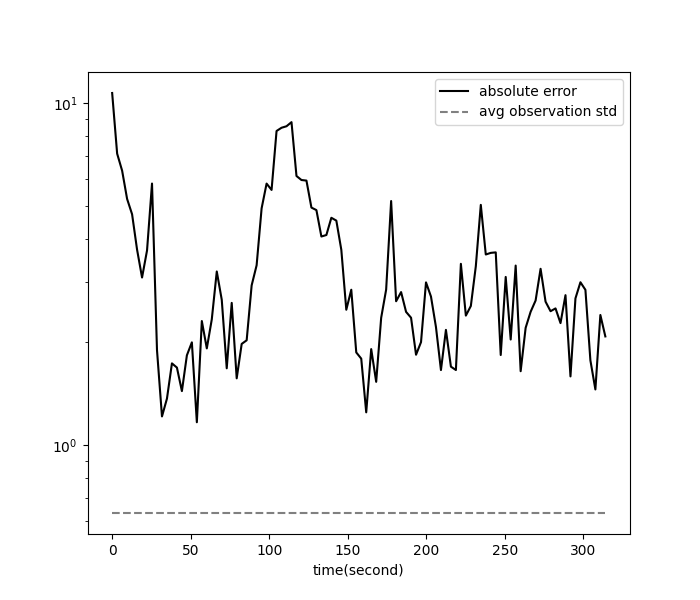 absolute error
avg observation std
10¹
10⁰
0 50 100 150 200 250 300
time(second)